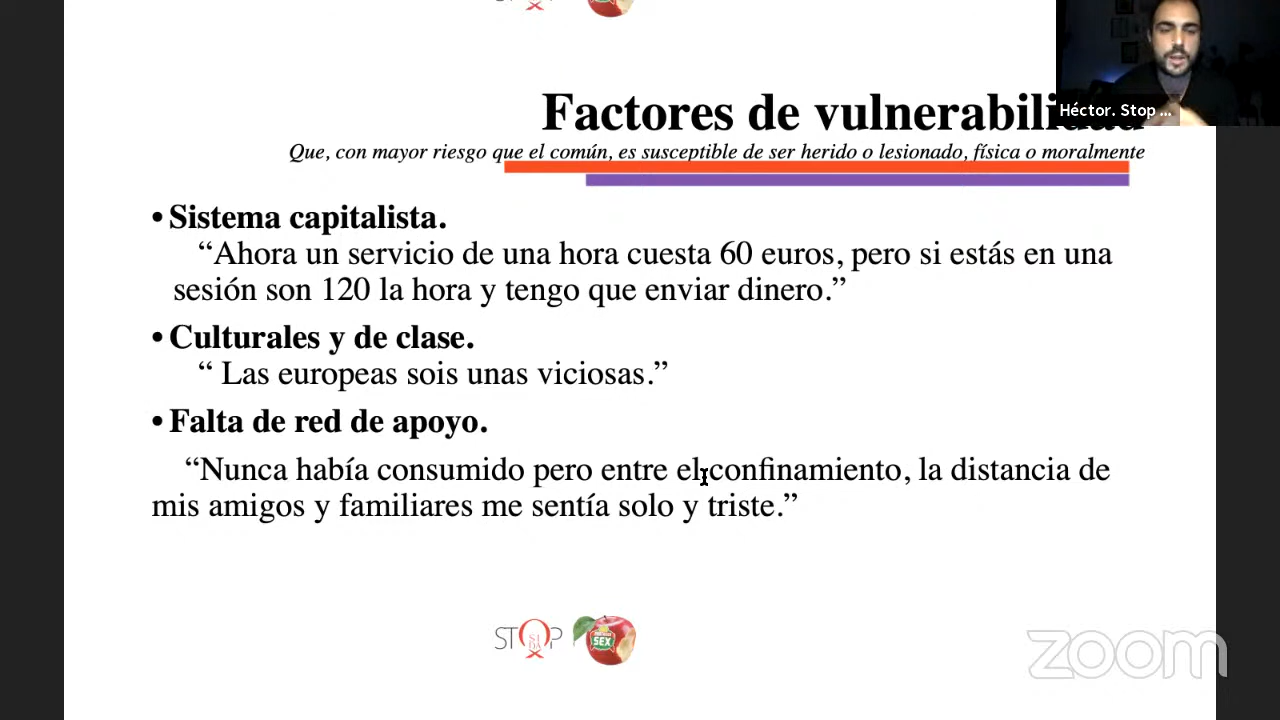 Héctor. Stop ...
Factores de vulnerabilidad
Que, con mayor riesgo que el común, es susceptible de ser herido o lesionado, física o moralmente
• Sistema capitalista.
“Ahora un servicio de una hora cuesta 60 euros, pero si estás en una
sesión son 120 la hora y tengo que enviar dinero.”
• Culturales y de clase.
“ Las europeas sois unas viciosas.”
• Falta de red de apoyo.
“Nunca había consumido pero entre el confinamiento, la distancia de
mis amigos y familiares me sentía solo y triste.”
STOP
SIDA
SEX
zoom